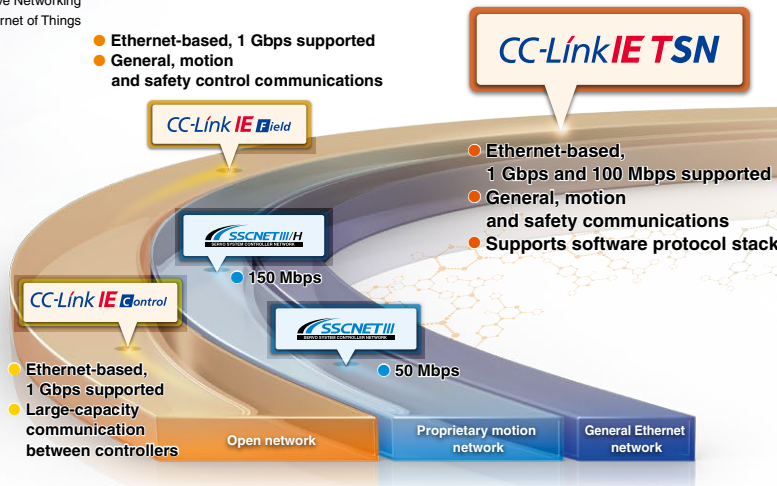 ve Networking
ernet of Things
Ethernet-based, 1 Gbps supported
General, motion
and safety control communications
CC-Link IE Field
CC-Link IE TSN
Ethernet-based,
1 Gbps and 100 Mbps supported
General, motion
and safety communications
Supports software protocol stack
SSCNET III/H
SERVO SYSTEM CONTROLLER NETWORK
150 Mbps
CC-Link IE Control
SSCNET III
SERVO SYSTEM CONTROLLER NETWORK
50 Mbps
Ethernet-based,
1 Gbps supported
Large-capacity
communication
between controllers
Open network
Proprietary motion
network
General Ethernet
network